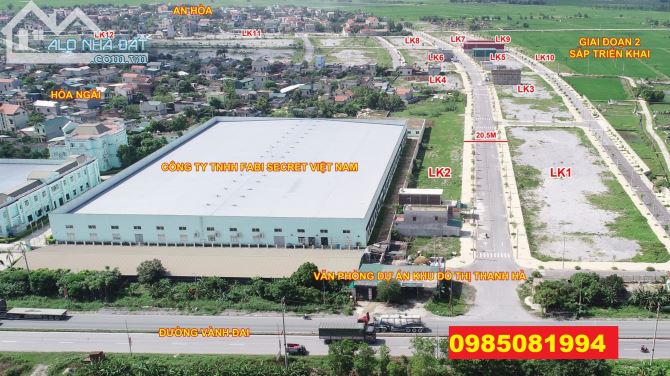 AN HÒA
ALO NHÀ ĐẤT
.com.vn
LK12
LK11
LK8
LK7
LK9
LK6
LK5
LK10
GIAI ĐOẠN 2
SẮP TRIỂN KHAI
LK4
LK3
HÒA NGÃI
20,5M
CÔNG TY TNHH FABI SECRET VIỆT NAM
LK2
LK1
VĂN PHÒNG DỰ ÁN KHU ĐÔ THỊ THANH HÀ
ĐƯỜNG VÀNH ĐAI
0985081994